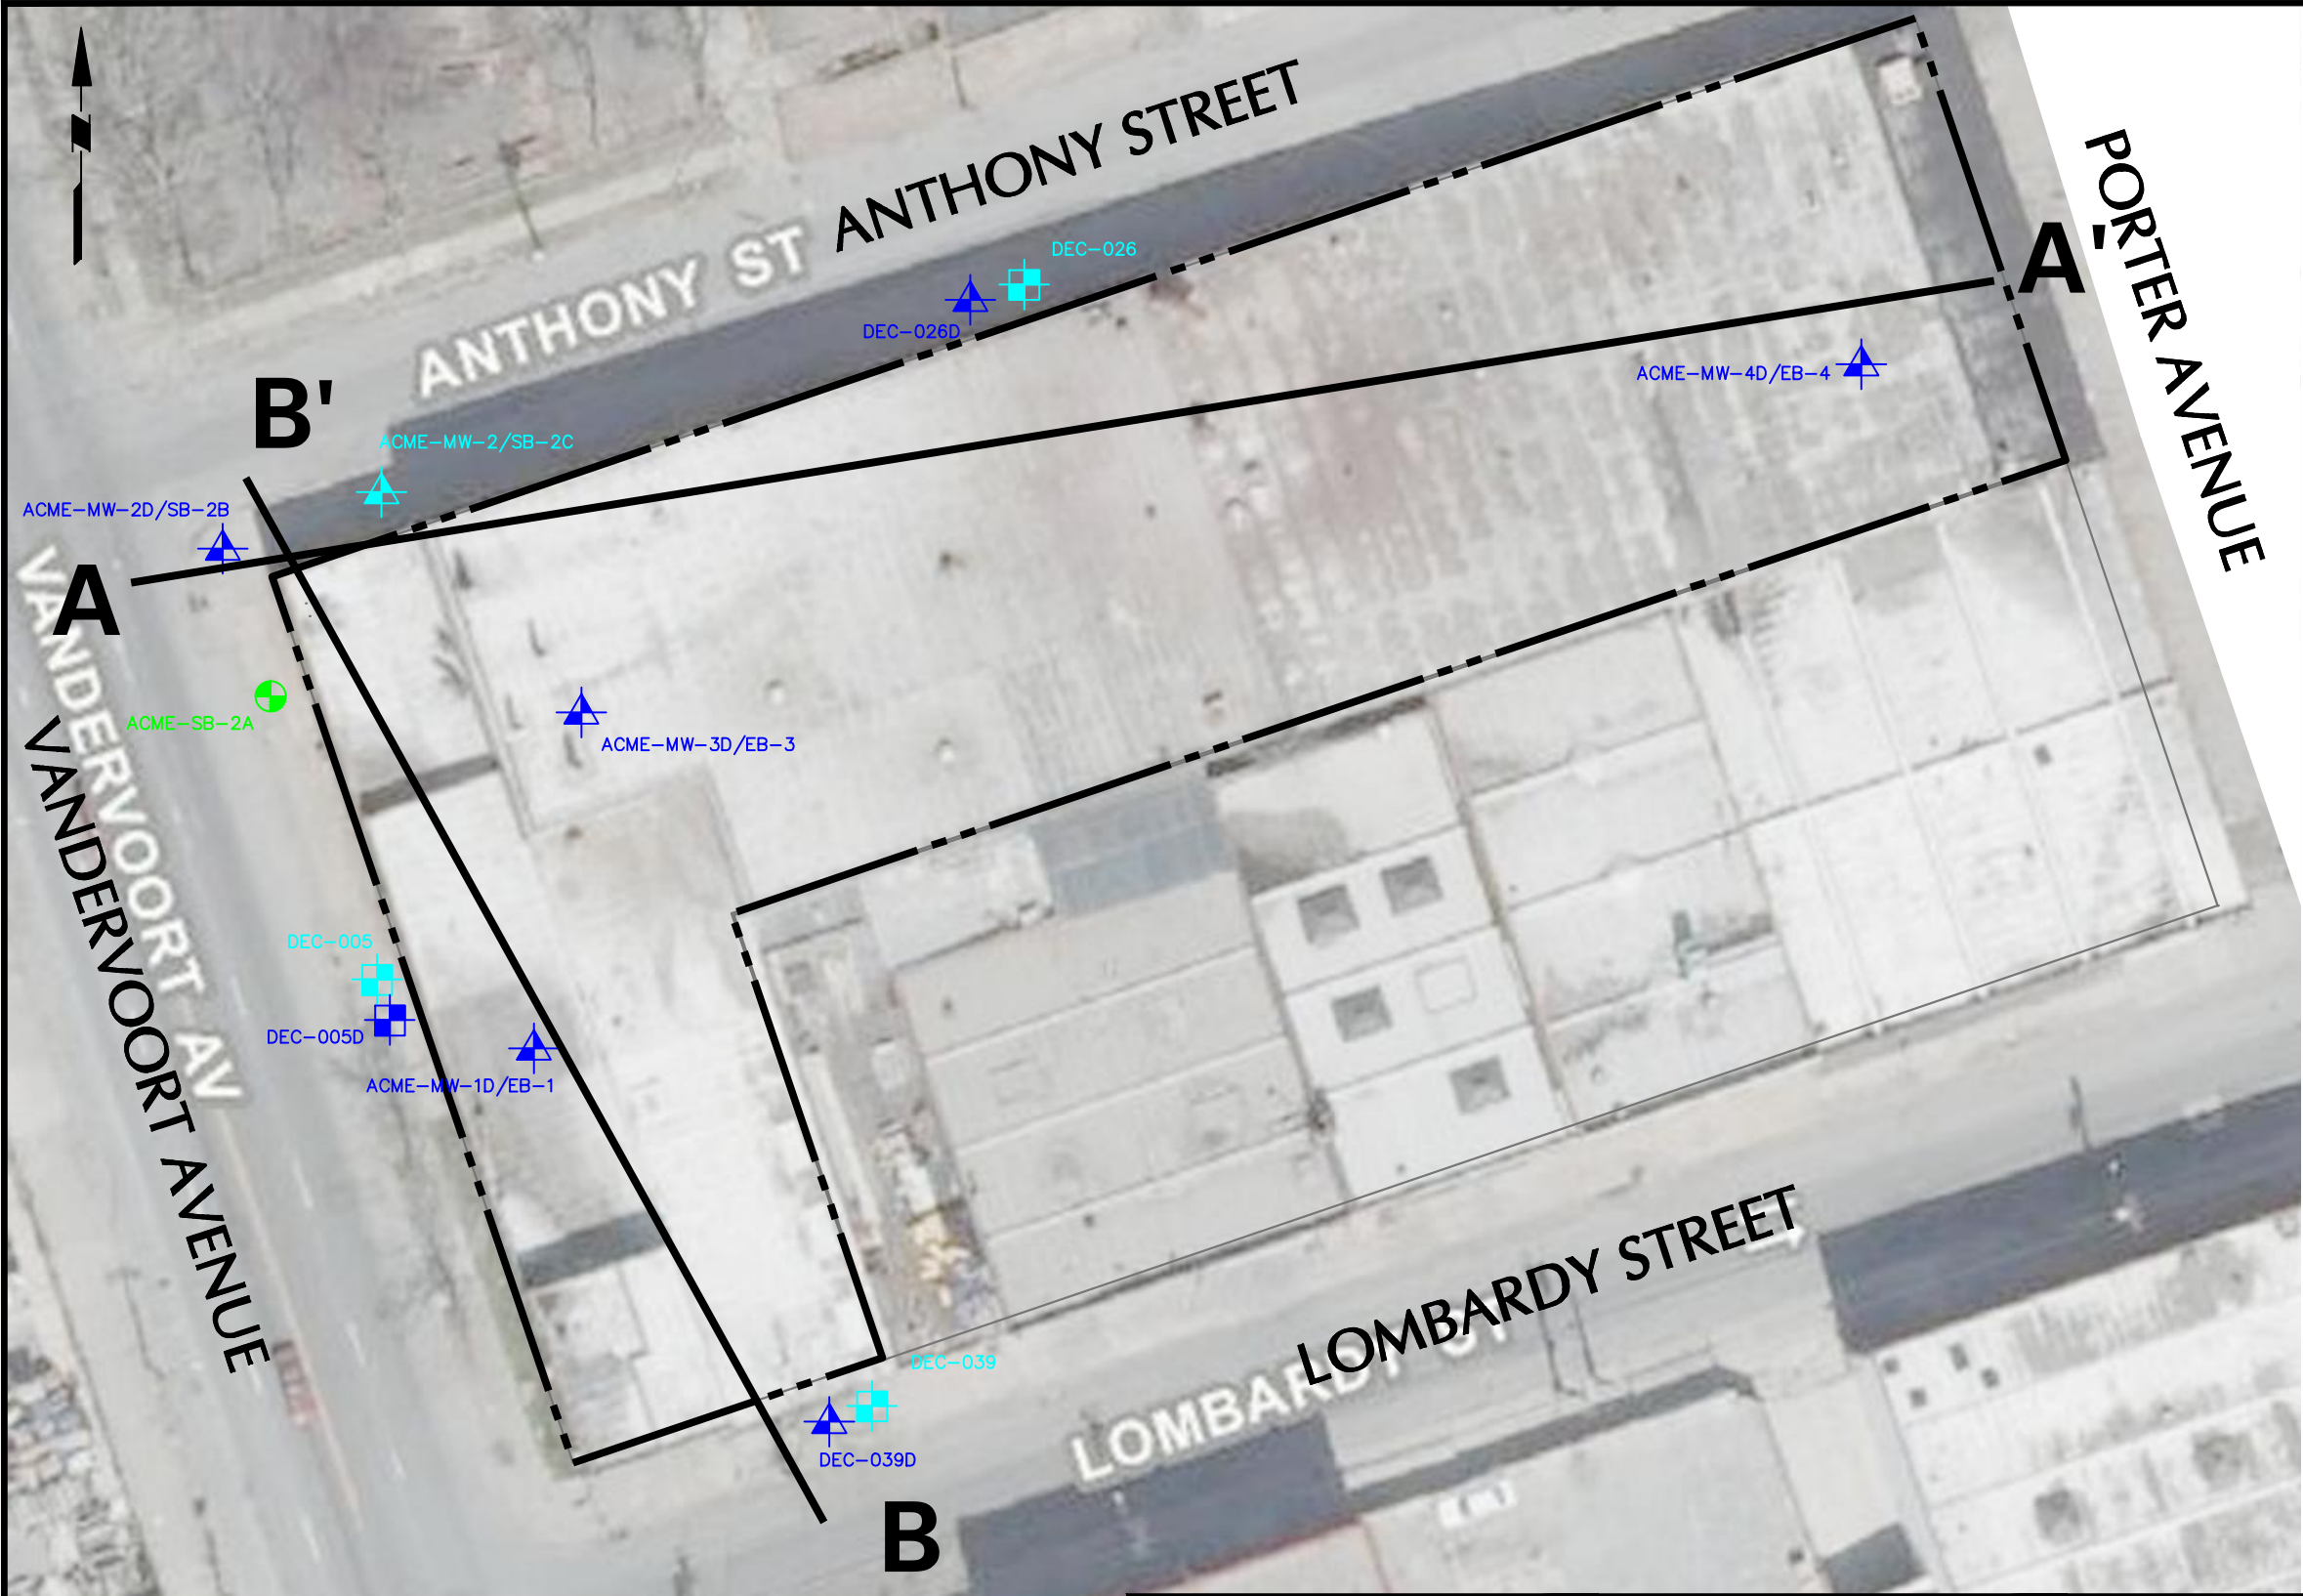 ANTHONY STREET
ANTHONY ST
PORTER AVENUE
A'
DEC-026
DEC-026D
ACME-MW-4D/EB-4
B'
ACME-MW-2/SB-2C
ACME-MW-2D/SB-2B
A
VANDERVOORT AV
VANDERVOORT AVENUE
ACME-SB-2A
ACME-MW-3D/EB-3
DEC-005
DEC-005D
ACME-MW-1D/EB-1
LOMBARDY STREET
LOMBARDY ST
DEC-039
DEC-039D
B